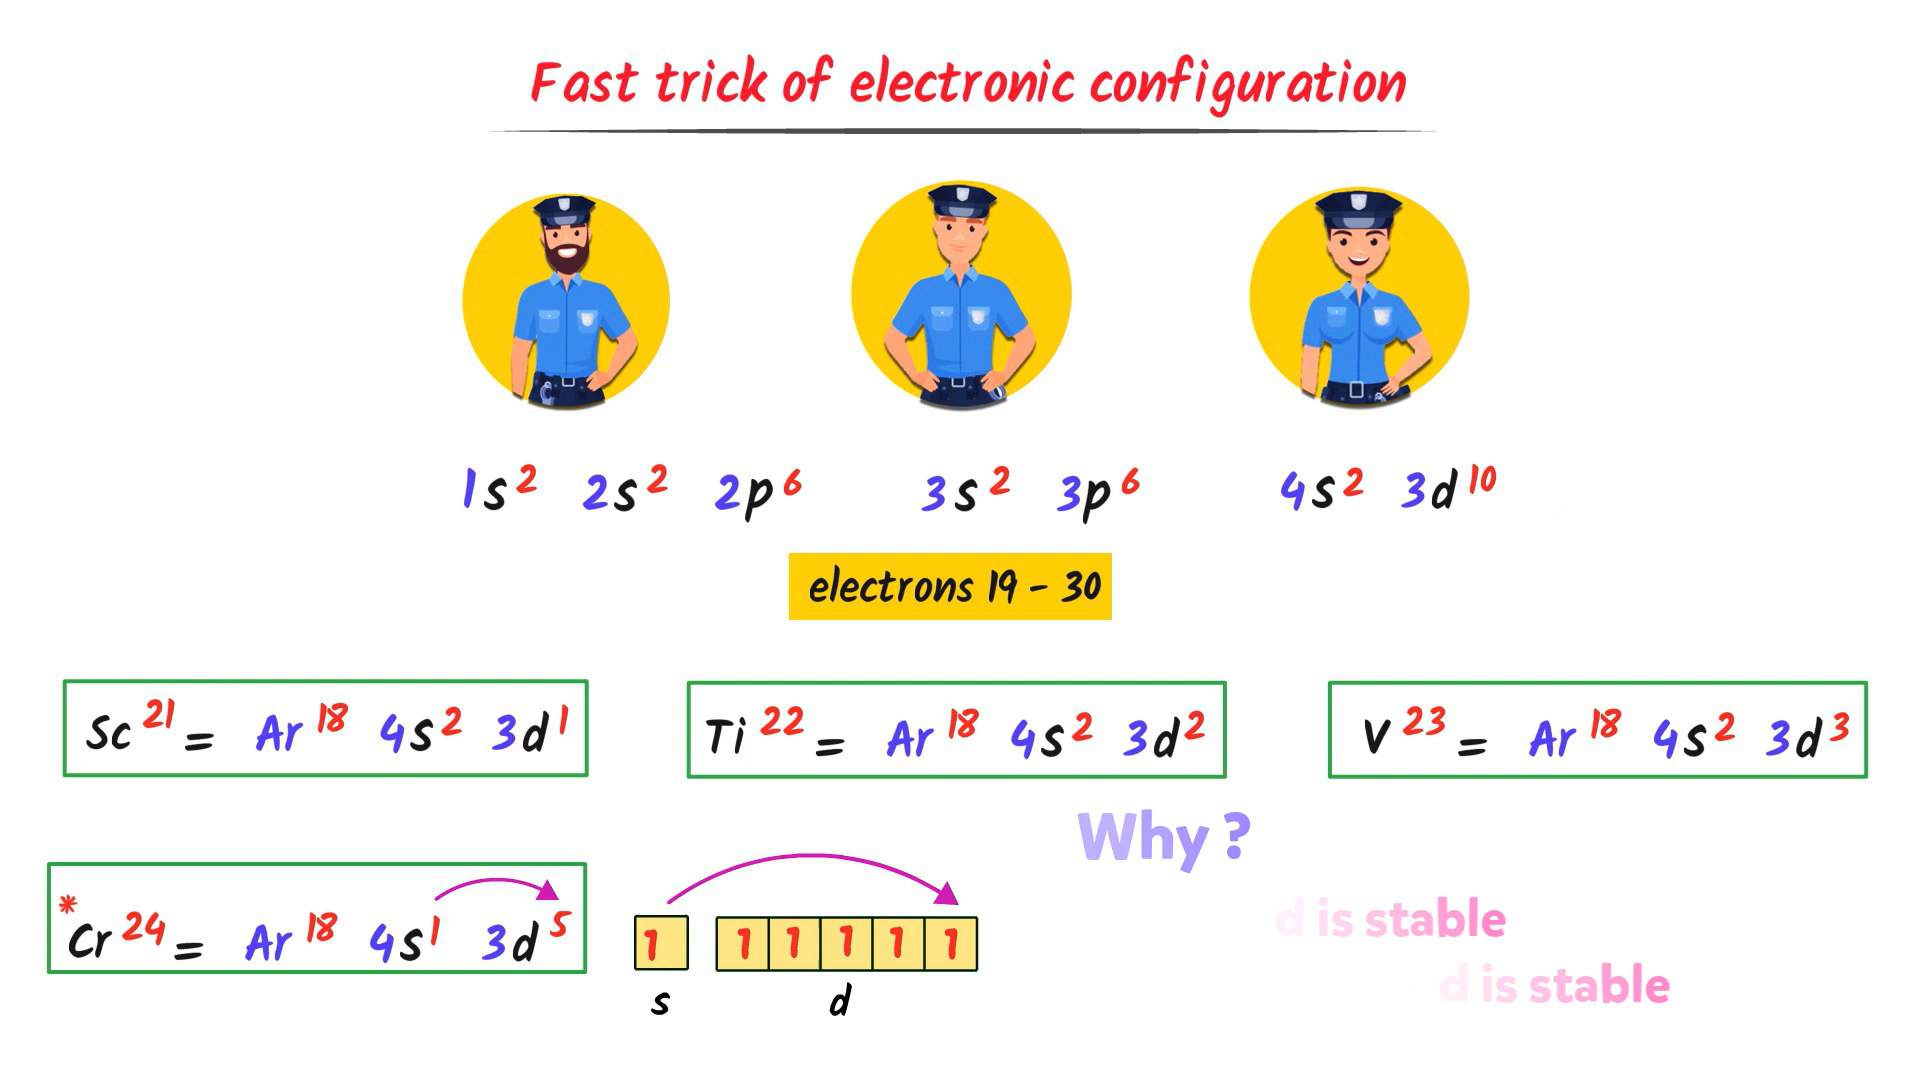 Fast trick of electronic configuration
1s² 2s² 2p⁶ 3s² 3p⁶ 4s² 3d¹⁰
electrons 19 - 30
Sc²¹ = Ar¹⁸ 4s² 3d¹
Ti²² = Ar¹⁸ 4s² 3d²
V²³ = Ar¹⁸ 4s² 3d³
Why ?
*Cr²⁴ = Ar¹⁸ 4s¹ 3d⁵
1 1 1 1 1 1
s d
d is stable
d is stable